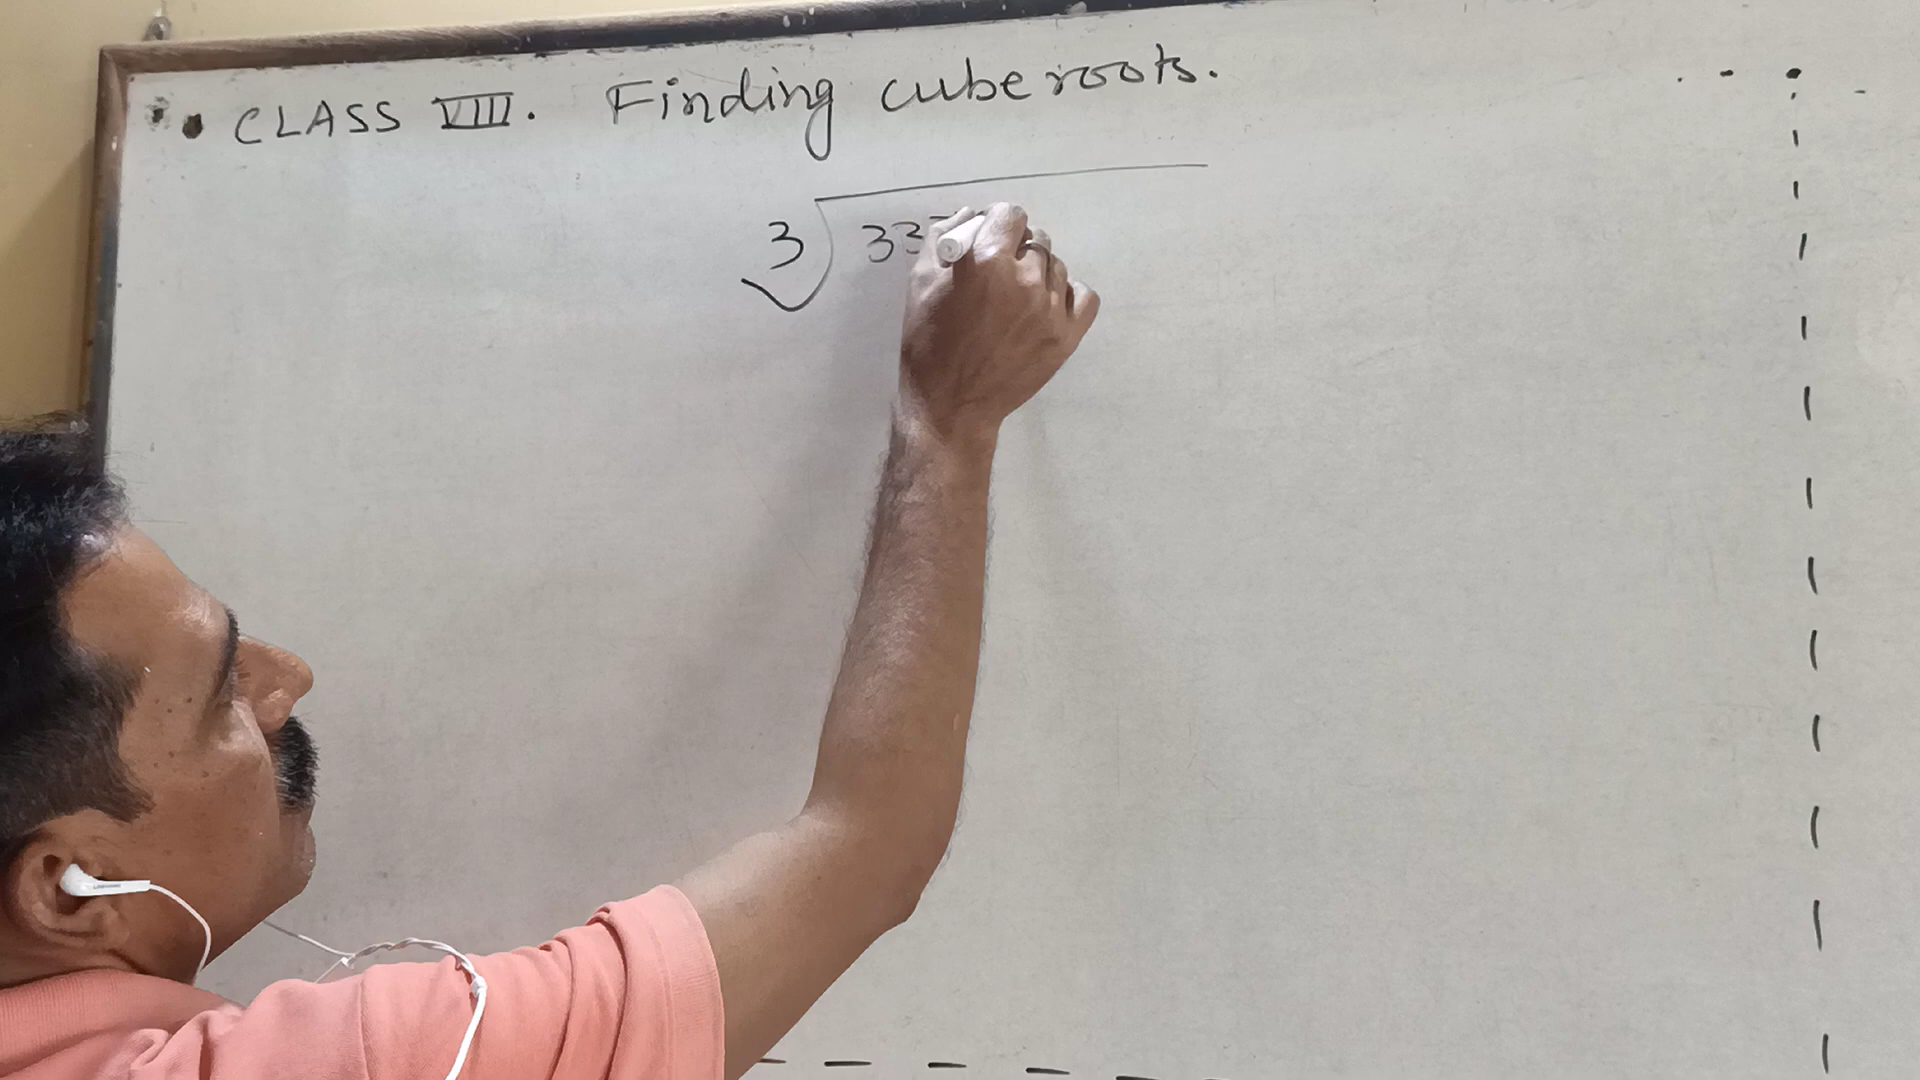 • CLASS VIII. Finding cube roots.
3√33